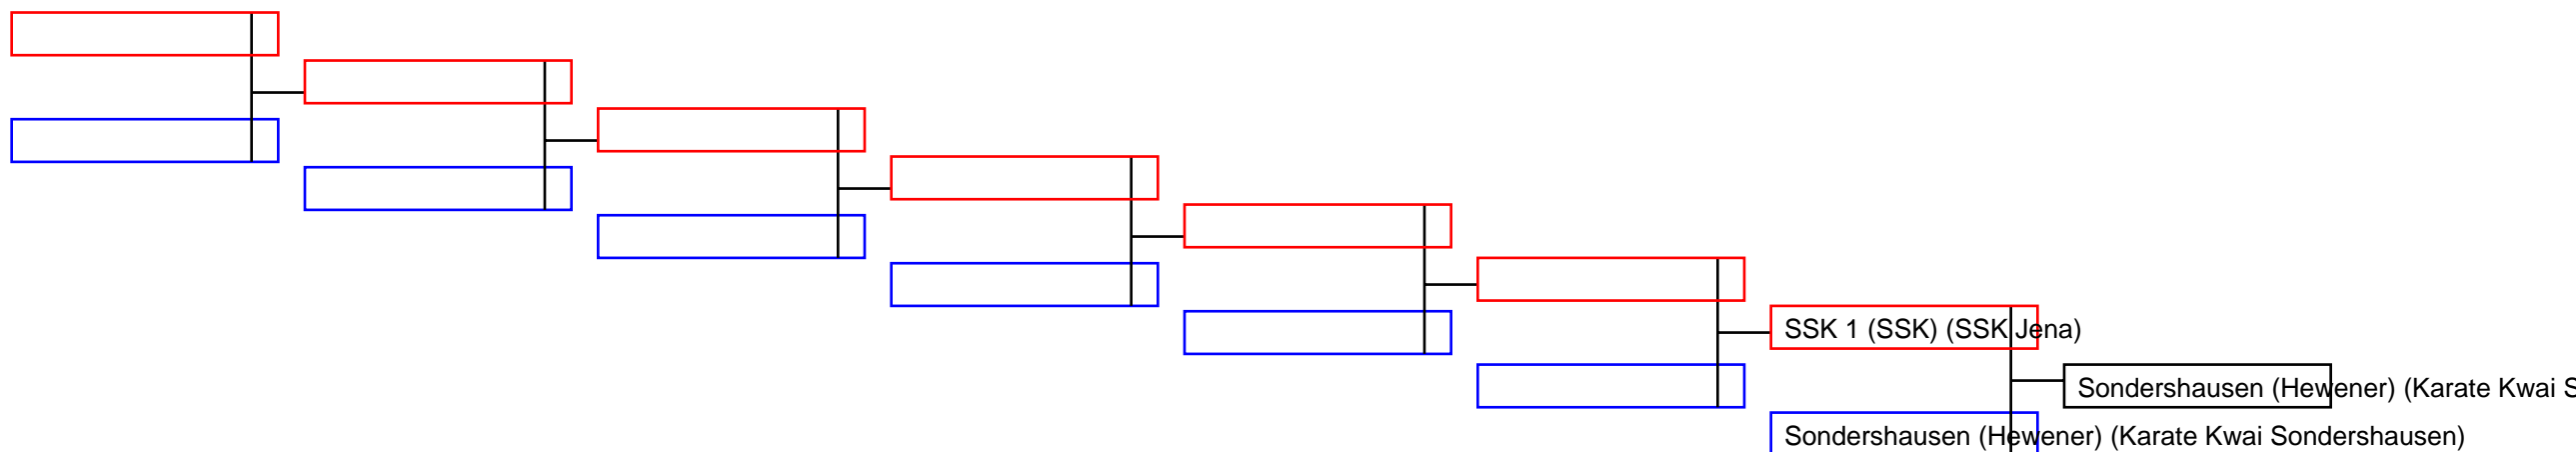 SSK 1 (SSK) (SSK Jena)
Sondershausen (Hewener) (Karate Kwai S
Sondershausen (Hewener) (Karate Kwai Sondershausen)